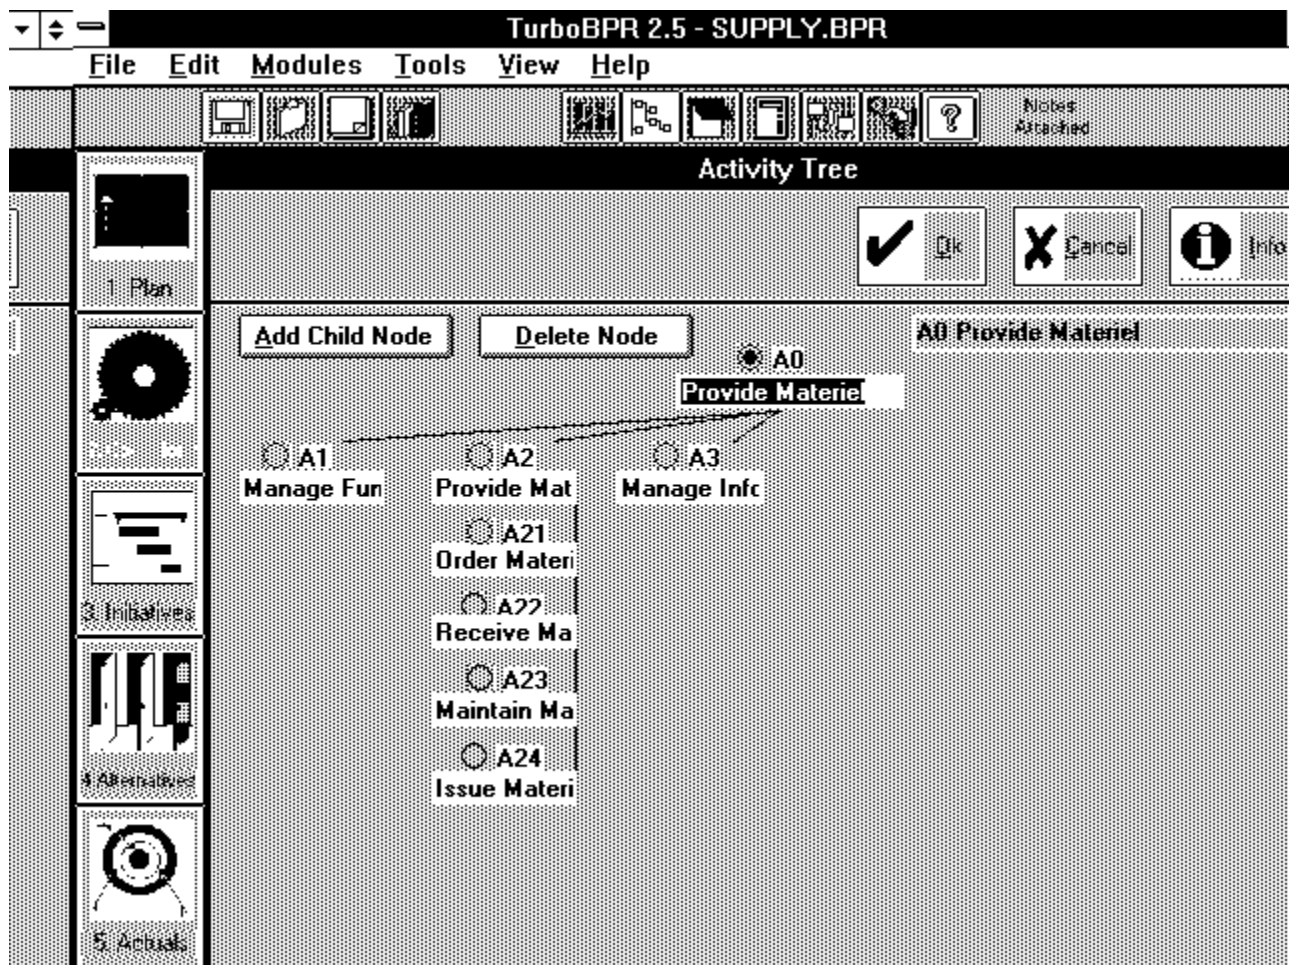 TurboBPR 2.5 - SUPPLY.BPR
File Edit Modules Tools View Help
Notes
Attached
Activity Tree
Ok Cancel Info
1. Plan
Add Child Node Delete Node
A0 Provide Materiel
A0
Provide Materiel
A1 A2 A3
Manage Fun Provide Mat Manage Info
A21
Order Materi
A22
Receive Ma
3. Initiatives
A23
Maintain Ma
A24
4 Alternatives
Issue Materi
5. Actuals